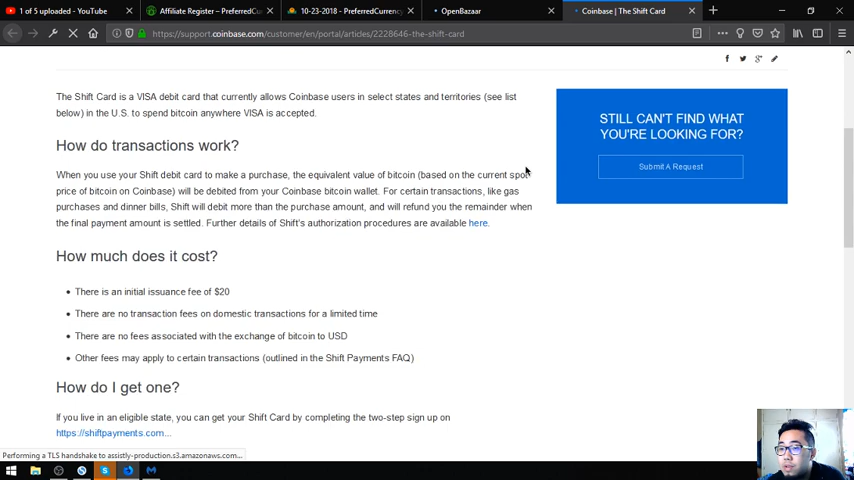 1 of 5 uploaded - YouTube
Affiliate Register – PreferredCu
10-23-2018 - PreferredCurrency
OpenBazaar
Coinbase | The Shift Card
https://support.coinbase.com/customer/en/portal/articles/2228646-the-shift-card
The Shift Card is a VISA debit card that currently allows Coinbase users in select states and territories (see list
below) in the U.S. to spend bitcoin anywhere VISA is accepted.
How do transactions work?
When you use your Shift debit card to make a purchase, the equivalent value of bitcoin (based on the current spot
price of bitcoin on Coinbase) will be debited from your Coinbase bitcoin wallet. For certain transactions, like gas
purchases and dinner bills, Shift will debit more than the purchase amount, and will refund you the remainder when
the final payment amount is settled. Further details of Shift's authorization procedures are available here.
How much does it cost?
There is an initial issuance fee of $20
There are no transaction fees on domestic transactions for a limited time
There are no fees associated with the exchange of bitcoin to USD
Other fees may apply to certain transactions (outlined in the Shift Payments FAQ)
How do I get one?
If you live in an eligible state, you can get your Shift Card by completing the two-step sign up on
https://shiftpayments.com...
STILL CAN'T FIND WHAT
YOU'RE LOOKING FOR?
Submit A Request
Performing a TLS handshake to assistly-production.s3.amazonaws.com...